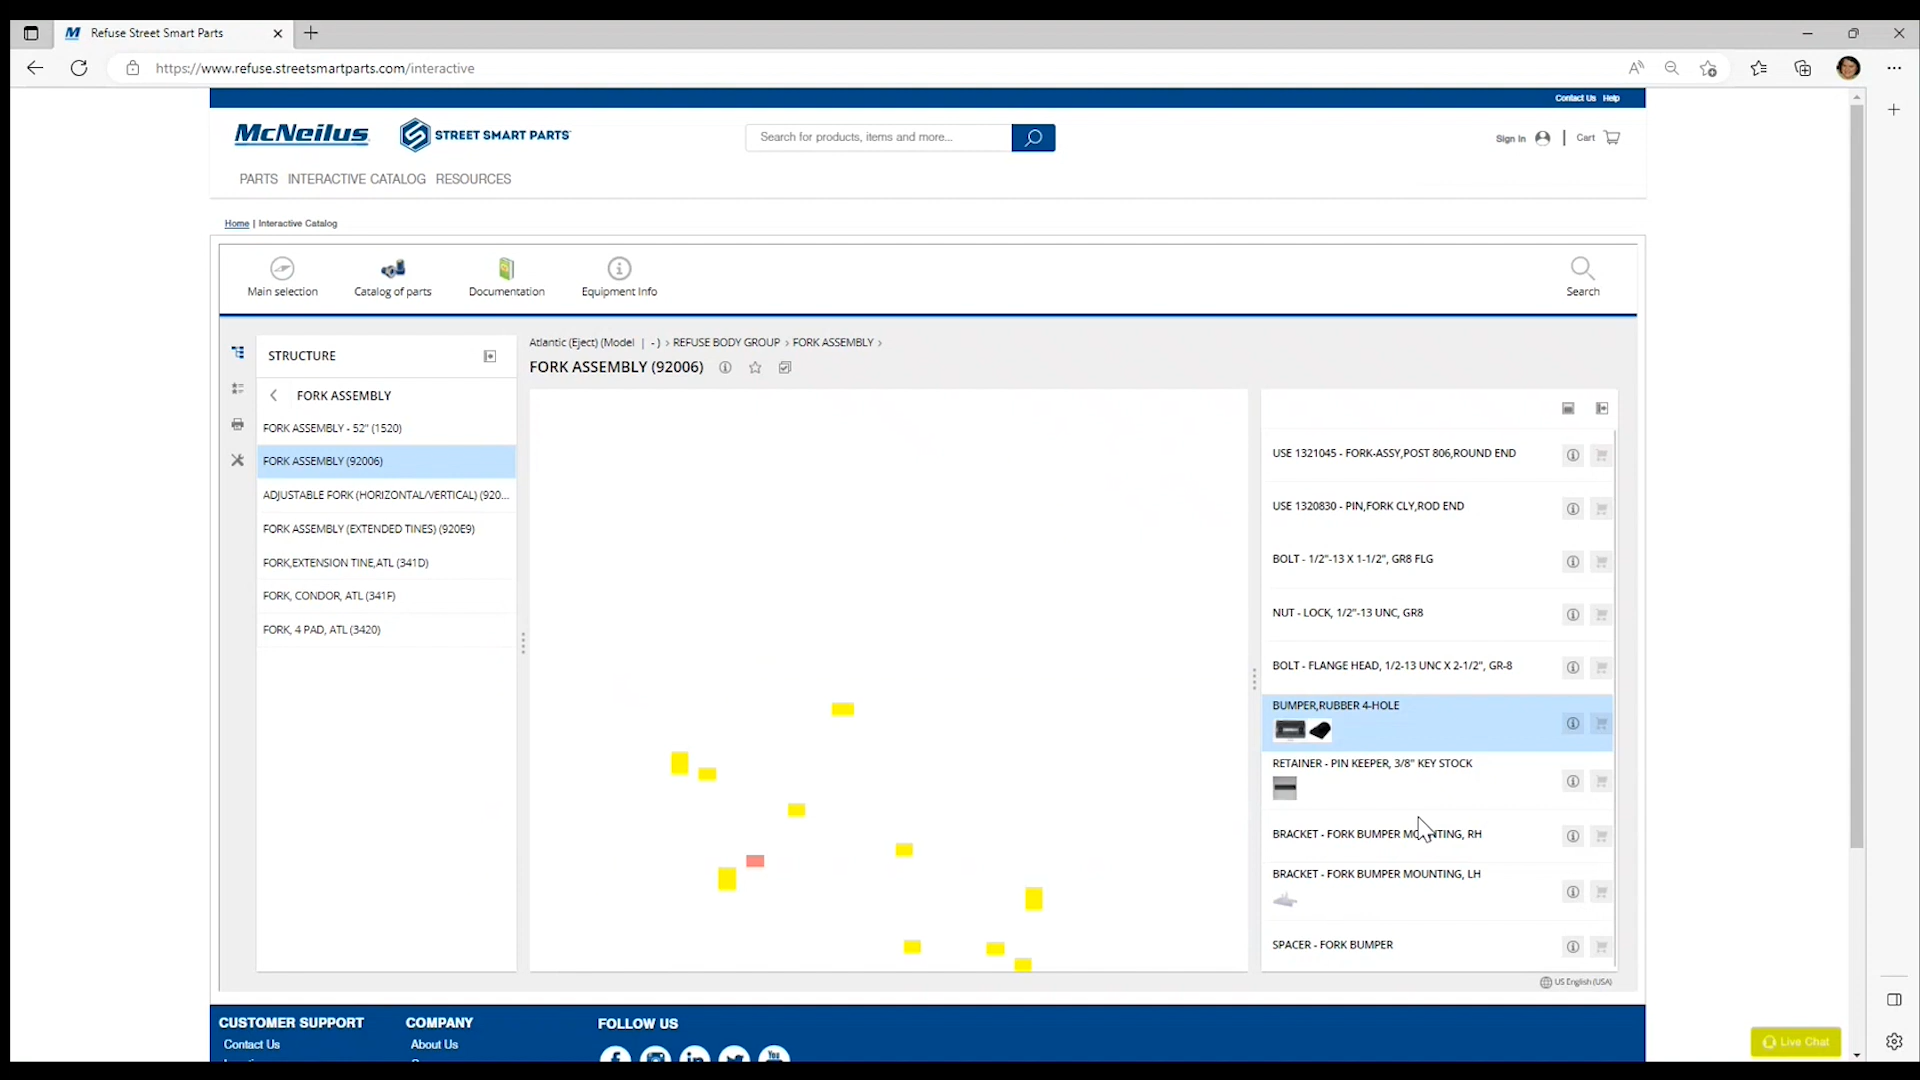 Refuse Street Smart Parts
https://www.refuse.streetsmartparts.com/interactive
Contact Us Help
McNeilus STREET SMART PARTS
Search for products, items and more...
Sign In | Cart
PARTS INTERACTIVE CATALOG RESOURCES
Home | Interactive Catalog
Main selection
Catalog of parts
Documentation
Equipment Info
Search
STRUCTURE
FORK ASSEMBLY
FORK ASSEMBLY - 52" (1520)
FORK ASSEMBLY (92006)
ADJUSTABLE FORK (HORIZONTAL/VERTICAL) (920...
FORK ASSEMBLY (EXTENDED TINES) (920E9)
FORK,EXTENSION TINE,ATL (341D)
FORK, CONDOR, ATL (341F)
FORK, 4 PAD, ATL (3420)
Atlantic (Eject) (Model | - ) › REFUSE BODY GROUP › FORK ASSEMBLY ›
FORK ASSEMBLY (92006)
USE 1321045 - FORK-ASSY,POST 806,ROUND END
USE 1320830 - PIN,FORK CLY,ROD END
BOLT - 1/2"-13 X 1-1/2", GR8 FLG
NUT - LOCK, 1/2"-13 UNC, GR8
BOLT - FLANGE HEAD, 1/2-13 UNC X 2-1/2", GR-8
BUMPER,RUBBER 4-HOLE
RETAINER - PIN KEEPER, 3/8" KEY STOCK
BRACKET - FORK BUMPER MOUNTING, RH
BRACKET - FORK BUMPER MOUNTING, LH
SPACER - FORK BUMPER
US English (USA)
CUSTOMER SUPPORT
Contact Us
COMPANY
About Us
FOLLOW US
Live Chat